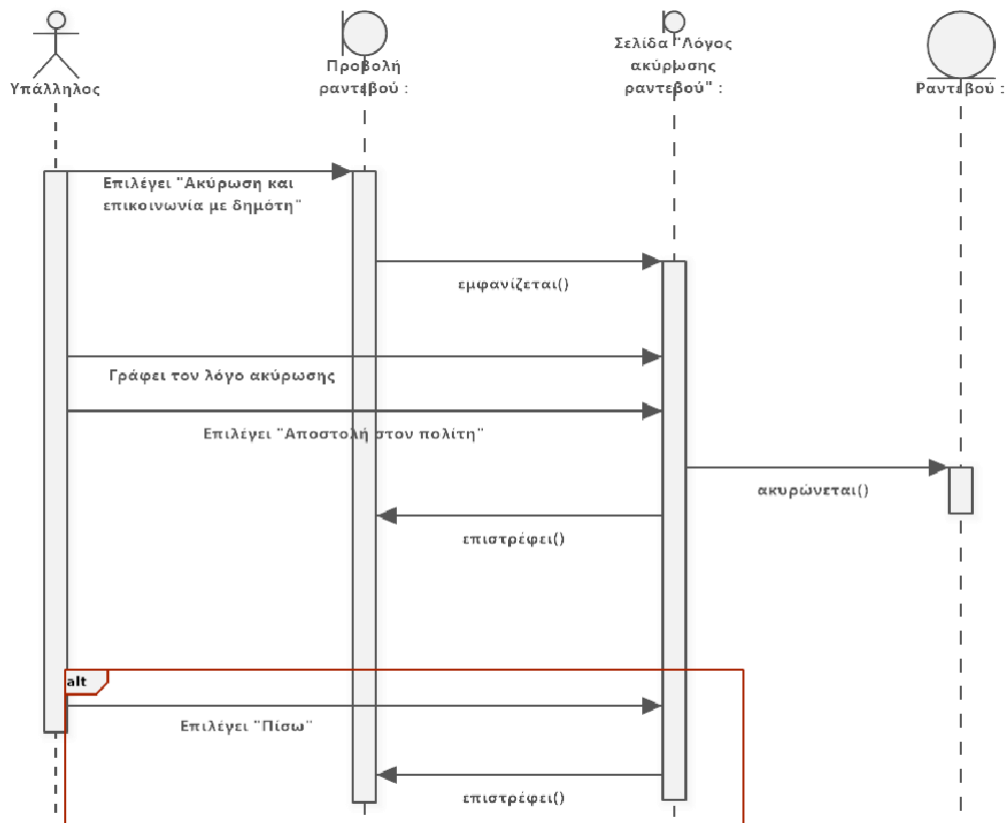 Υπάλληλος
Προβολή
ραντεβού :
Σελίδα "Λόγος
ακύρωσης
ραντεβού" :
Ραντεβού :
Επιλέγει "Ακύρωση και
επικοινωνία με δημότη"
εμφανίζεται()
Γράφει τον λόγο ακύρωσης
Επιλέγει "Αποστολή στον πολίτη"
ακυρώνεται()
επιστρέφει()
alt
Επιλέγει "Πίσω"
επιστρέφει()